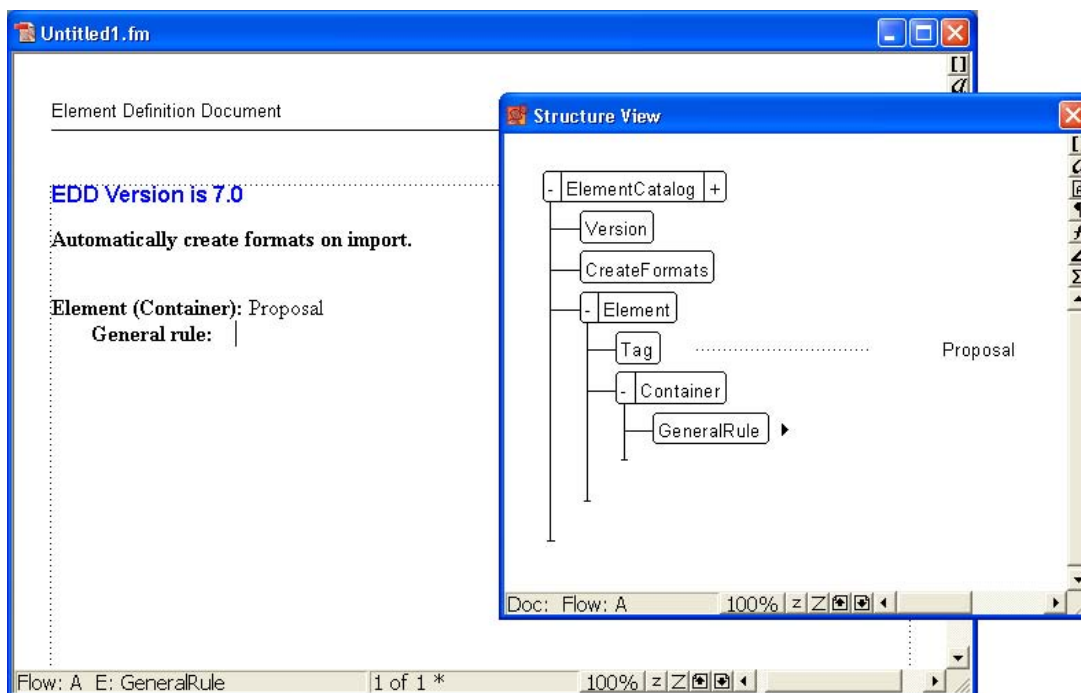 Untitled1.fm
Element Definition Document
EDD Version is 7.0
Automatically create formats on import.
Element (Container): Proposal
General rule:
Flow: A E: GeneralRule
1 of 1 *
100%
Structure View
- ElementCatalog +
Version
CreateFormats
- Element
Tag Proposal
- Container
GeneralRule
Doc: Flow: A
100%